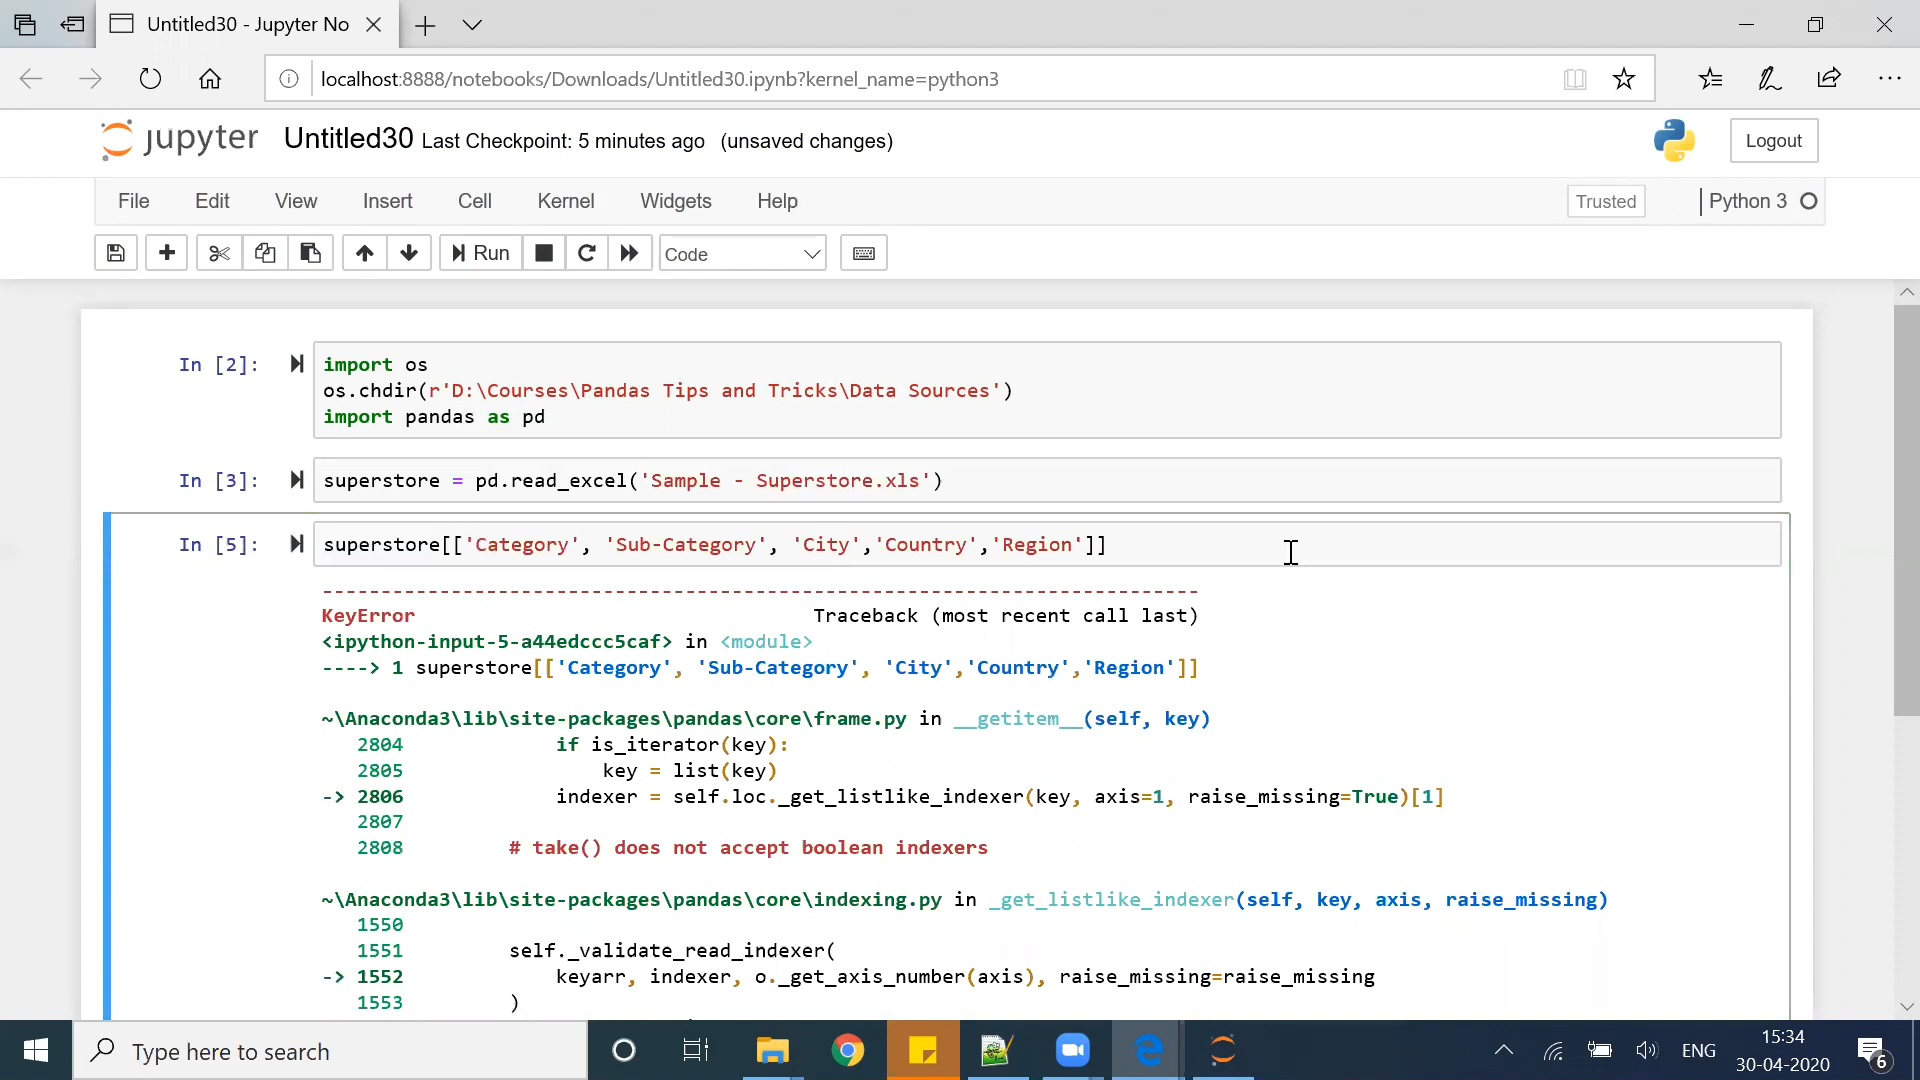 Untitled30 - Jupyter No
localhost:8888/notebooks/Downloads/Untitled30.ipynb?kernel_name=python3
jupyter Untitled30 Last Checkpoint: 5 minutes ago (unsaved changes)
Logout
File Edit View Insert Cell Kernel Widgets Help
Trusted
Python 3
Run
Code
In [2]:
import os
os.chdir(r'D:\Courses\Pandas Tips and Tricks\Data Sources')
import pandas as pd
In [3]:
superstore = pd.read_excel('Sample - Superstore.xls')
In [5]:
superstore[['Category', 'Sub-Category', 'City','Country','Region']]
---------------------------------------------------------------------------
KeyError Traceback (most recent call last)
<ipython-input-5-a44edccc5caf> in <module>
----> 1 superstore[['Category', 'Sub-Category', 'City','Country','Region']]
~\Anaconda3\lib\site-packages\pandas\core\frame.py in __getitem__(self, key)
2804 if is_iterator(key):
2805 key = list(key)
-> 2806 indexer = self.loc._get_listlike_indexer(key, axis=1, raise_missing=True)[1]
2807
2808 # take() does not accept boolean indexers
~\Anaconda3\lib\site-packages\pandas\core\indexing.py in _get_listlike_indexer(self, key, axis, raise_missing)
1550
1551 self._validate_read_indexer(
-> 1552 keyarr, indexer, o._get_axis_number(axis), raise_missing=raise_missing
1553 )
Type here to search
ENG
15:34
30-04-2020
6